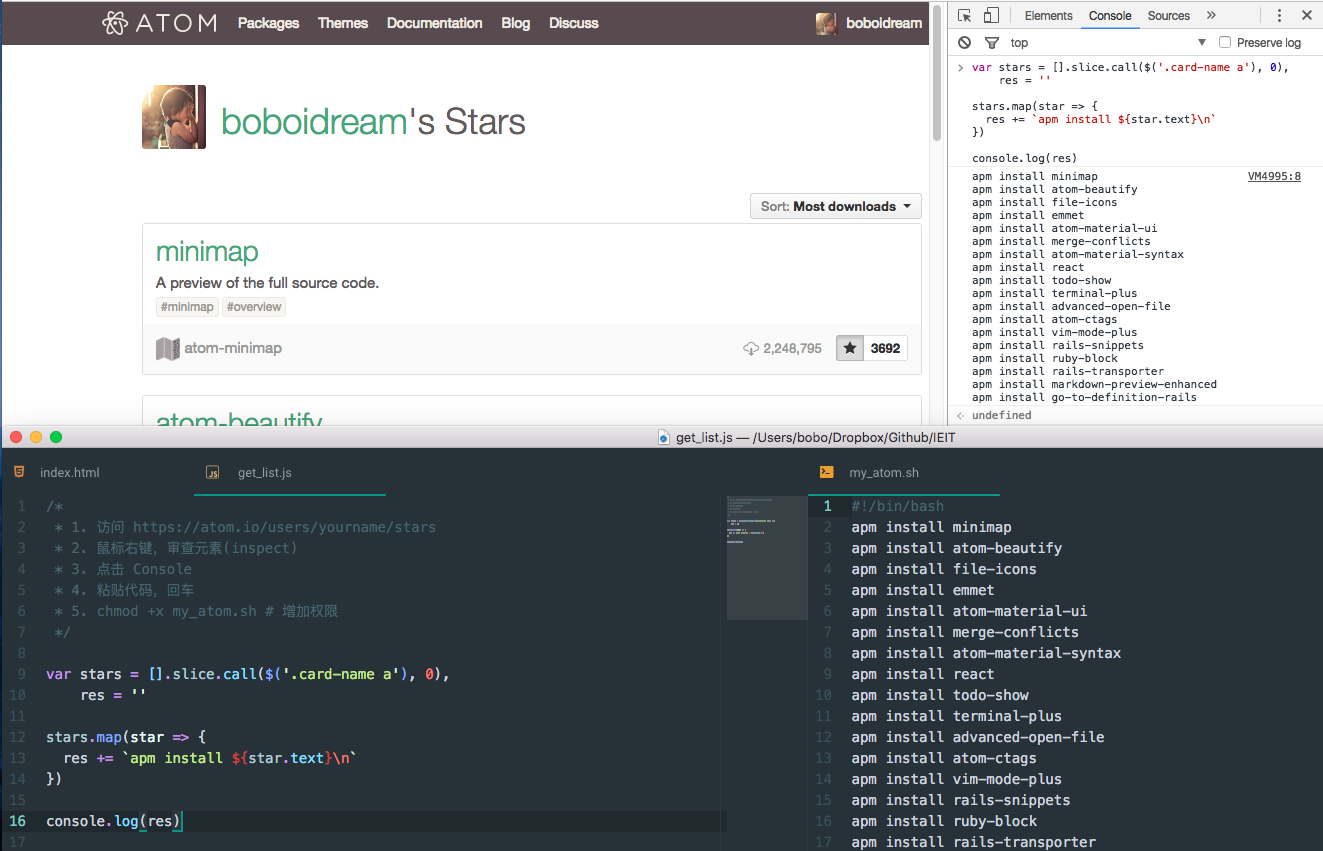 ATOM Packages Themes Documentation Blog Discuss boboidream
boboidream's Stars
Sort: Most downloads
minimap
A preview of the full source code.
#minimap #overview
atom-minimap 2,248,795 3692
atom-beautify
Elements Console Sources »
top Preserve log
var stars = [].slice.call($('.card-name a'), 0),
res = ''
stars.map(star => {
res += `apm install ${star.text}\n`
})
console.log(res)
apm install minimap VM4995:8
apm install atom-beautify
apm install file-icons
apm install emmet
apm install atom-material-ui
apm install merge-conflicts
apm install atom-material-syntax
apm install react
apm install todo-show
apm install terminal-plus
apm install advanced-open-file
apm install atom-ctags
apm install vim-mode-plus
apm install rails-snippets
apm install ruby-block
apm install rails-transporter
apm install markdown-preview-enhanced
apm install go-to-definition-rails
undefined
get_list.js — /Users/bobo/Dropbox/Github/IEIT
index.html get_list.js
1 /*
2 * 1. 访问 https://atom.io/users/yourname/stars
3 * 2. 鼠标右键，审查元素(inspect)
4 * 3. 点击 Console
5 * 4. 粘贴代码，回车
6 * 5. chmod +x my_atom.sh # 增加权限
7 */
8
9 var stars = [].slice.call($('.card-name a'), 0),
10 res = ''
11
12 stars.map(star => {
13 res += `apm install ${star.text}\n`
14 })
15
16 console.log(res)
17
my_atom.sh
1 #!/bin/bash
2 apm install minimap
3 apm install atom-beautify
4 apm install file-icons
5 apm install emmet
6 apm install atom-material-ui
7 apm install merge-conflicts
8 apm install atom-material-syntax
9 apm install react
10 apm install todo-show
11 apm install terminal-plus
12 apm install advanced-open-file
13 apm install atom-ctags
14 apm install vim-mode-plus
15 apm install rails-snippets
16 apm install ruby-block
17 apm install rails-transporter